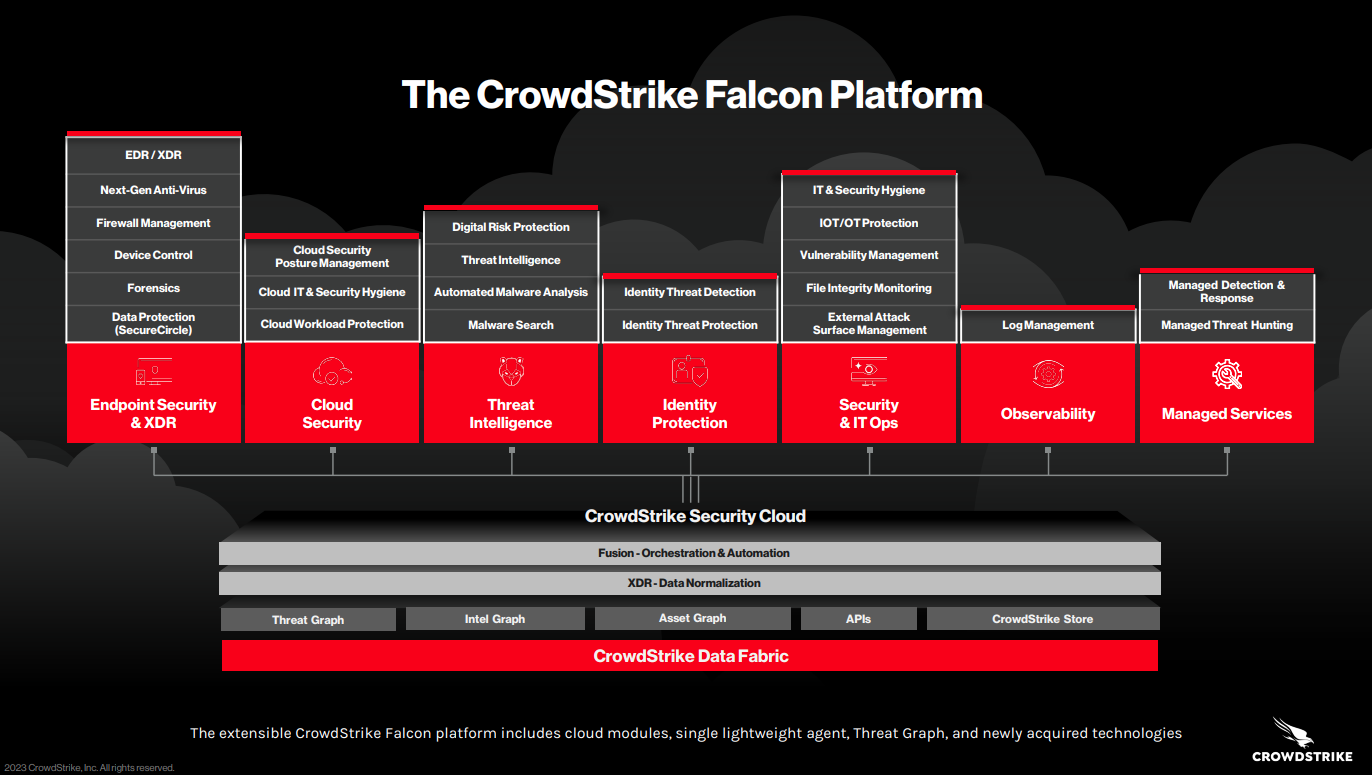 The CrowdStrike Falcon Platform
EDR / XDR
Next-Gen Anti-Virus
Firewall Management
Device Control
Forensics
Data Protection
(SecureCircle)
Endpoint Security
& XDR
Cloud Security
Posture Management
Cloud IT & Security Hygiene
Cloud Workload Protection
Cloud
Security
Digital Risk Protection
Threat Intelligence
Automated Malware Analysis
Malware Search
Threat
Intelligence
Identity Threat Detection
Identity Threat Protection
Identity
Protection
IT & Security Hygiene
IOT/OT Protection
Vulnerability Management
File Integrity Monitoring
External Attack
Surface Management
Security
& IT Ops
Log Management
Observability
Managed Detection &
Response
Managed Threat Hunting
Managed Services
CrowdStrike Security Cloud
Fusion - Orchestration & Automation
XDR - Data Normalization
Threat Graph
Intel Graph
Asset Graph
APIs
CrowdStrike Store
CrowdStrike Data Fabric
The extensible CrowdStrike Falcon platform includes cloud modules, single lightweight agent, Threat Graph, and newly acquired technologies
CROWDSTRIKE
2023 CrowdStrike, Inc. All rights reserved.